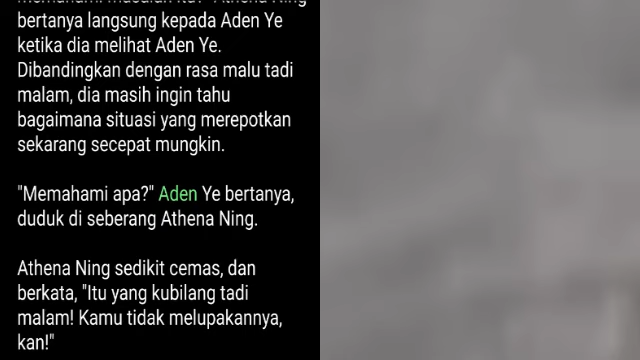 bertanya langsung kepada Aden Ye
ketika dia melihat Aden Ye.
Dibandingkan dengan rasa malu tadi
malam, dia masih ingin tahu
bagaimana situasi yang merepotkan
sekarang secepat mungkin.
"Memahami apa?" Aden Ye bertanya,
duduk di seberang Athena Ning.
Athena Ning sedikit cemas, dan
berkata, "Itu yang kubilang tadi
malam! Kamu tidak melupakannya,
kan!"